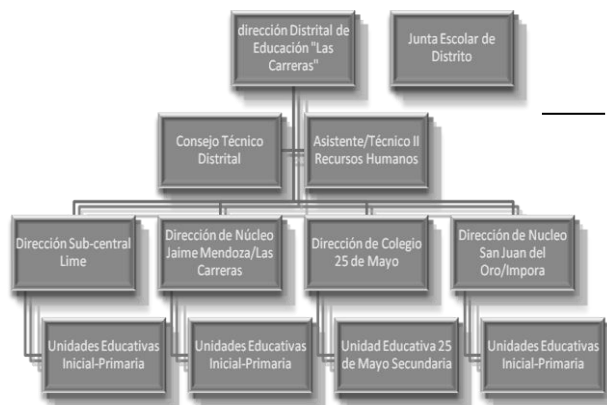 dirección Distrital de
Educación "Las
Carreras"
Junta Escolar de
Distrito
Consejo Técnico
Distrital
Asistente/Técnico II
Recursos Humanos
Dirección Sub-central
Lime
Dirección de Núcleo
Jaime Mendoza/Las
Carreras
Dirección de Colegio
25 de Mayo
Dirección de Nucleo
San Juan del
Oro/Impora
Unidades Educativas
Inicial-Primaria
Unidades Educativas
Inicial-Primaria
Unidad Educativa 25
de Mayo Secundaria
Unidades Educativas
Inicial-Primaria